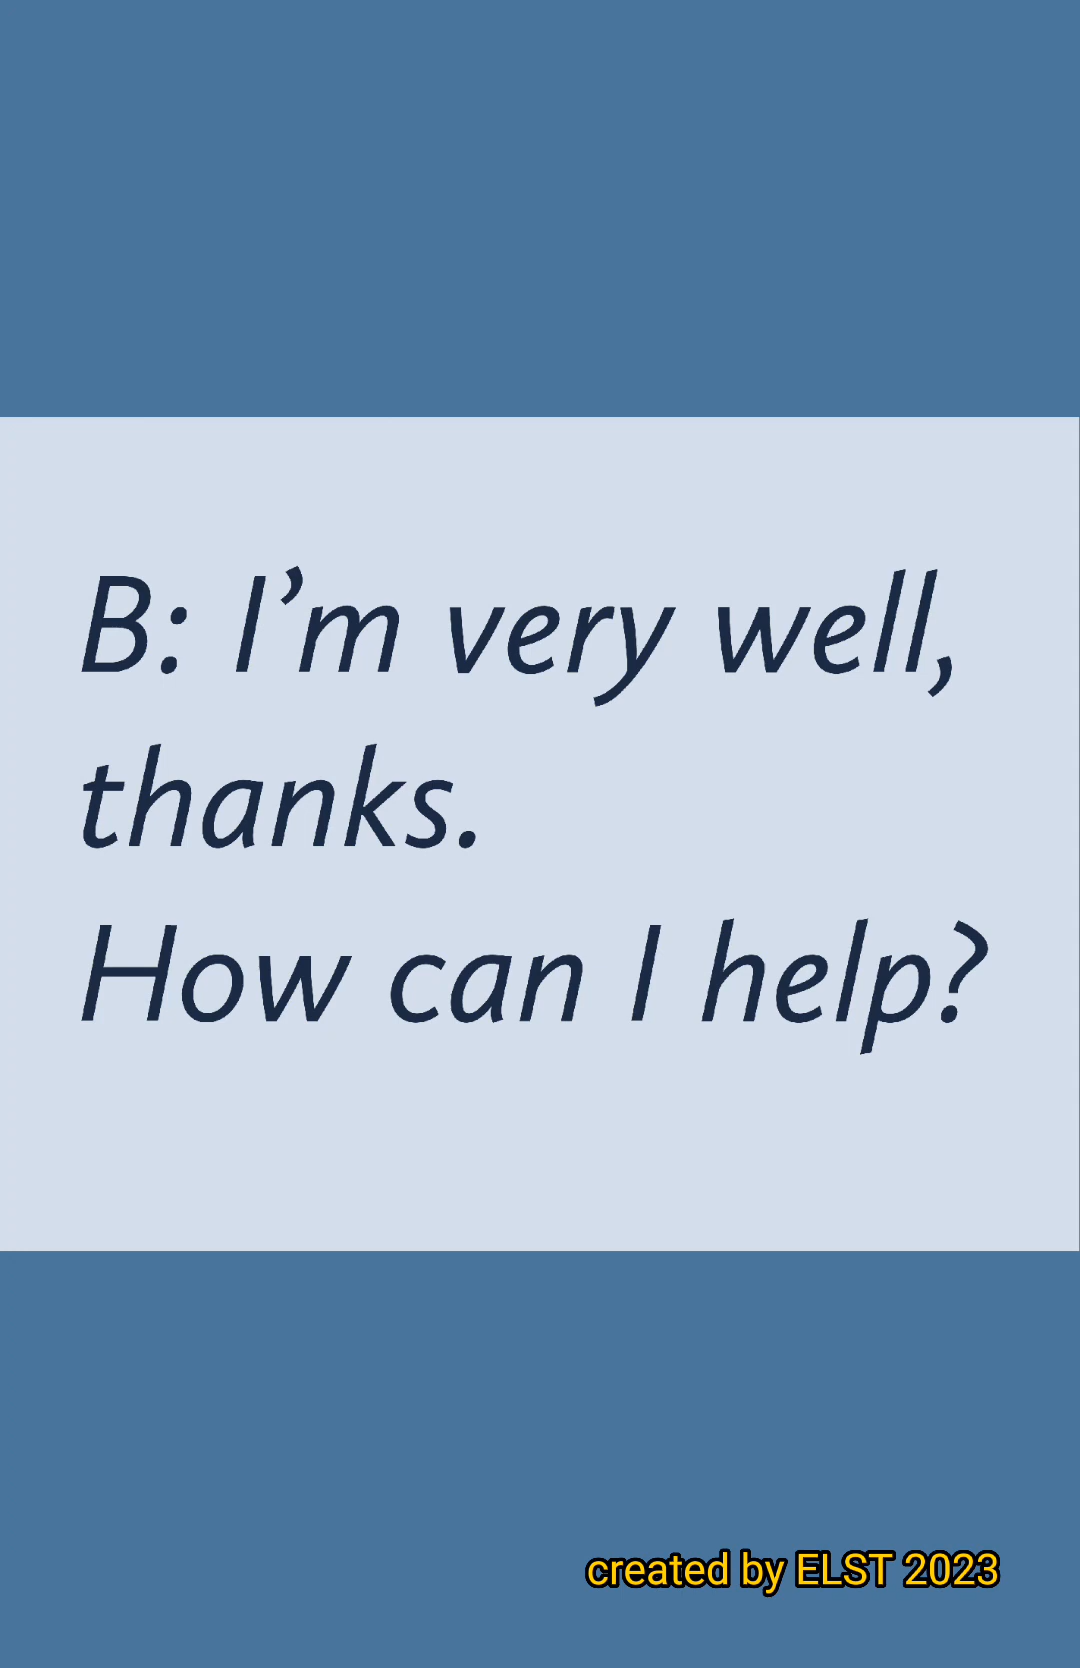 B: I’m very well,
thanks.
How can I help?
created by ELST 2023